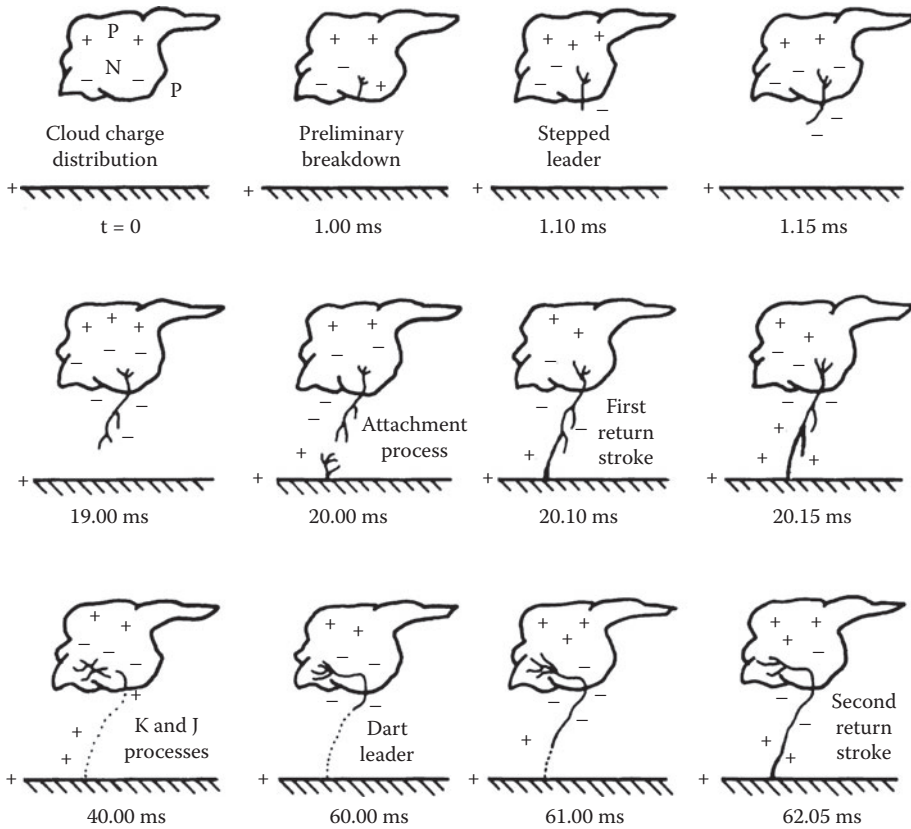 P
+ +
N
– –
P
Cloud charge
distribution
+
t = 0
+ +
–
– +
Preliminary
breakdown
+
1.00 ms
+ + +
–
– –
–
Stepped
leader
+
1.10 ms
+ +
– –
– –
–
–
+
1.15 ms
+ + +
– –
–
– –
–
+
19.00 ms
+ +
– –
–
–
–
Attachment
process
+
+
20.00 ms
+
+
– –
–
–
–
First
return
stroke
+
+
20.10 ms
+
+
– –
–
– –
+
+
+
20.15 ms
+
+
–
–
+
+
+
K and J
processes
+
40.00 ms
+ +
–
–
– –
Dart
leader
+
60.00 ms
+ +
+
–
–
– –
–
+
+
61.00 ms
+ +
+
–
–
– –
–
+
+
Second
return
stroke
+
62.05 ms